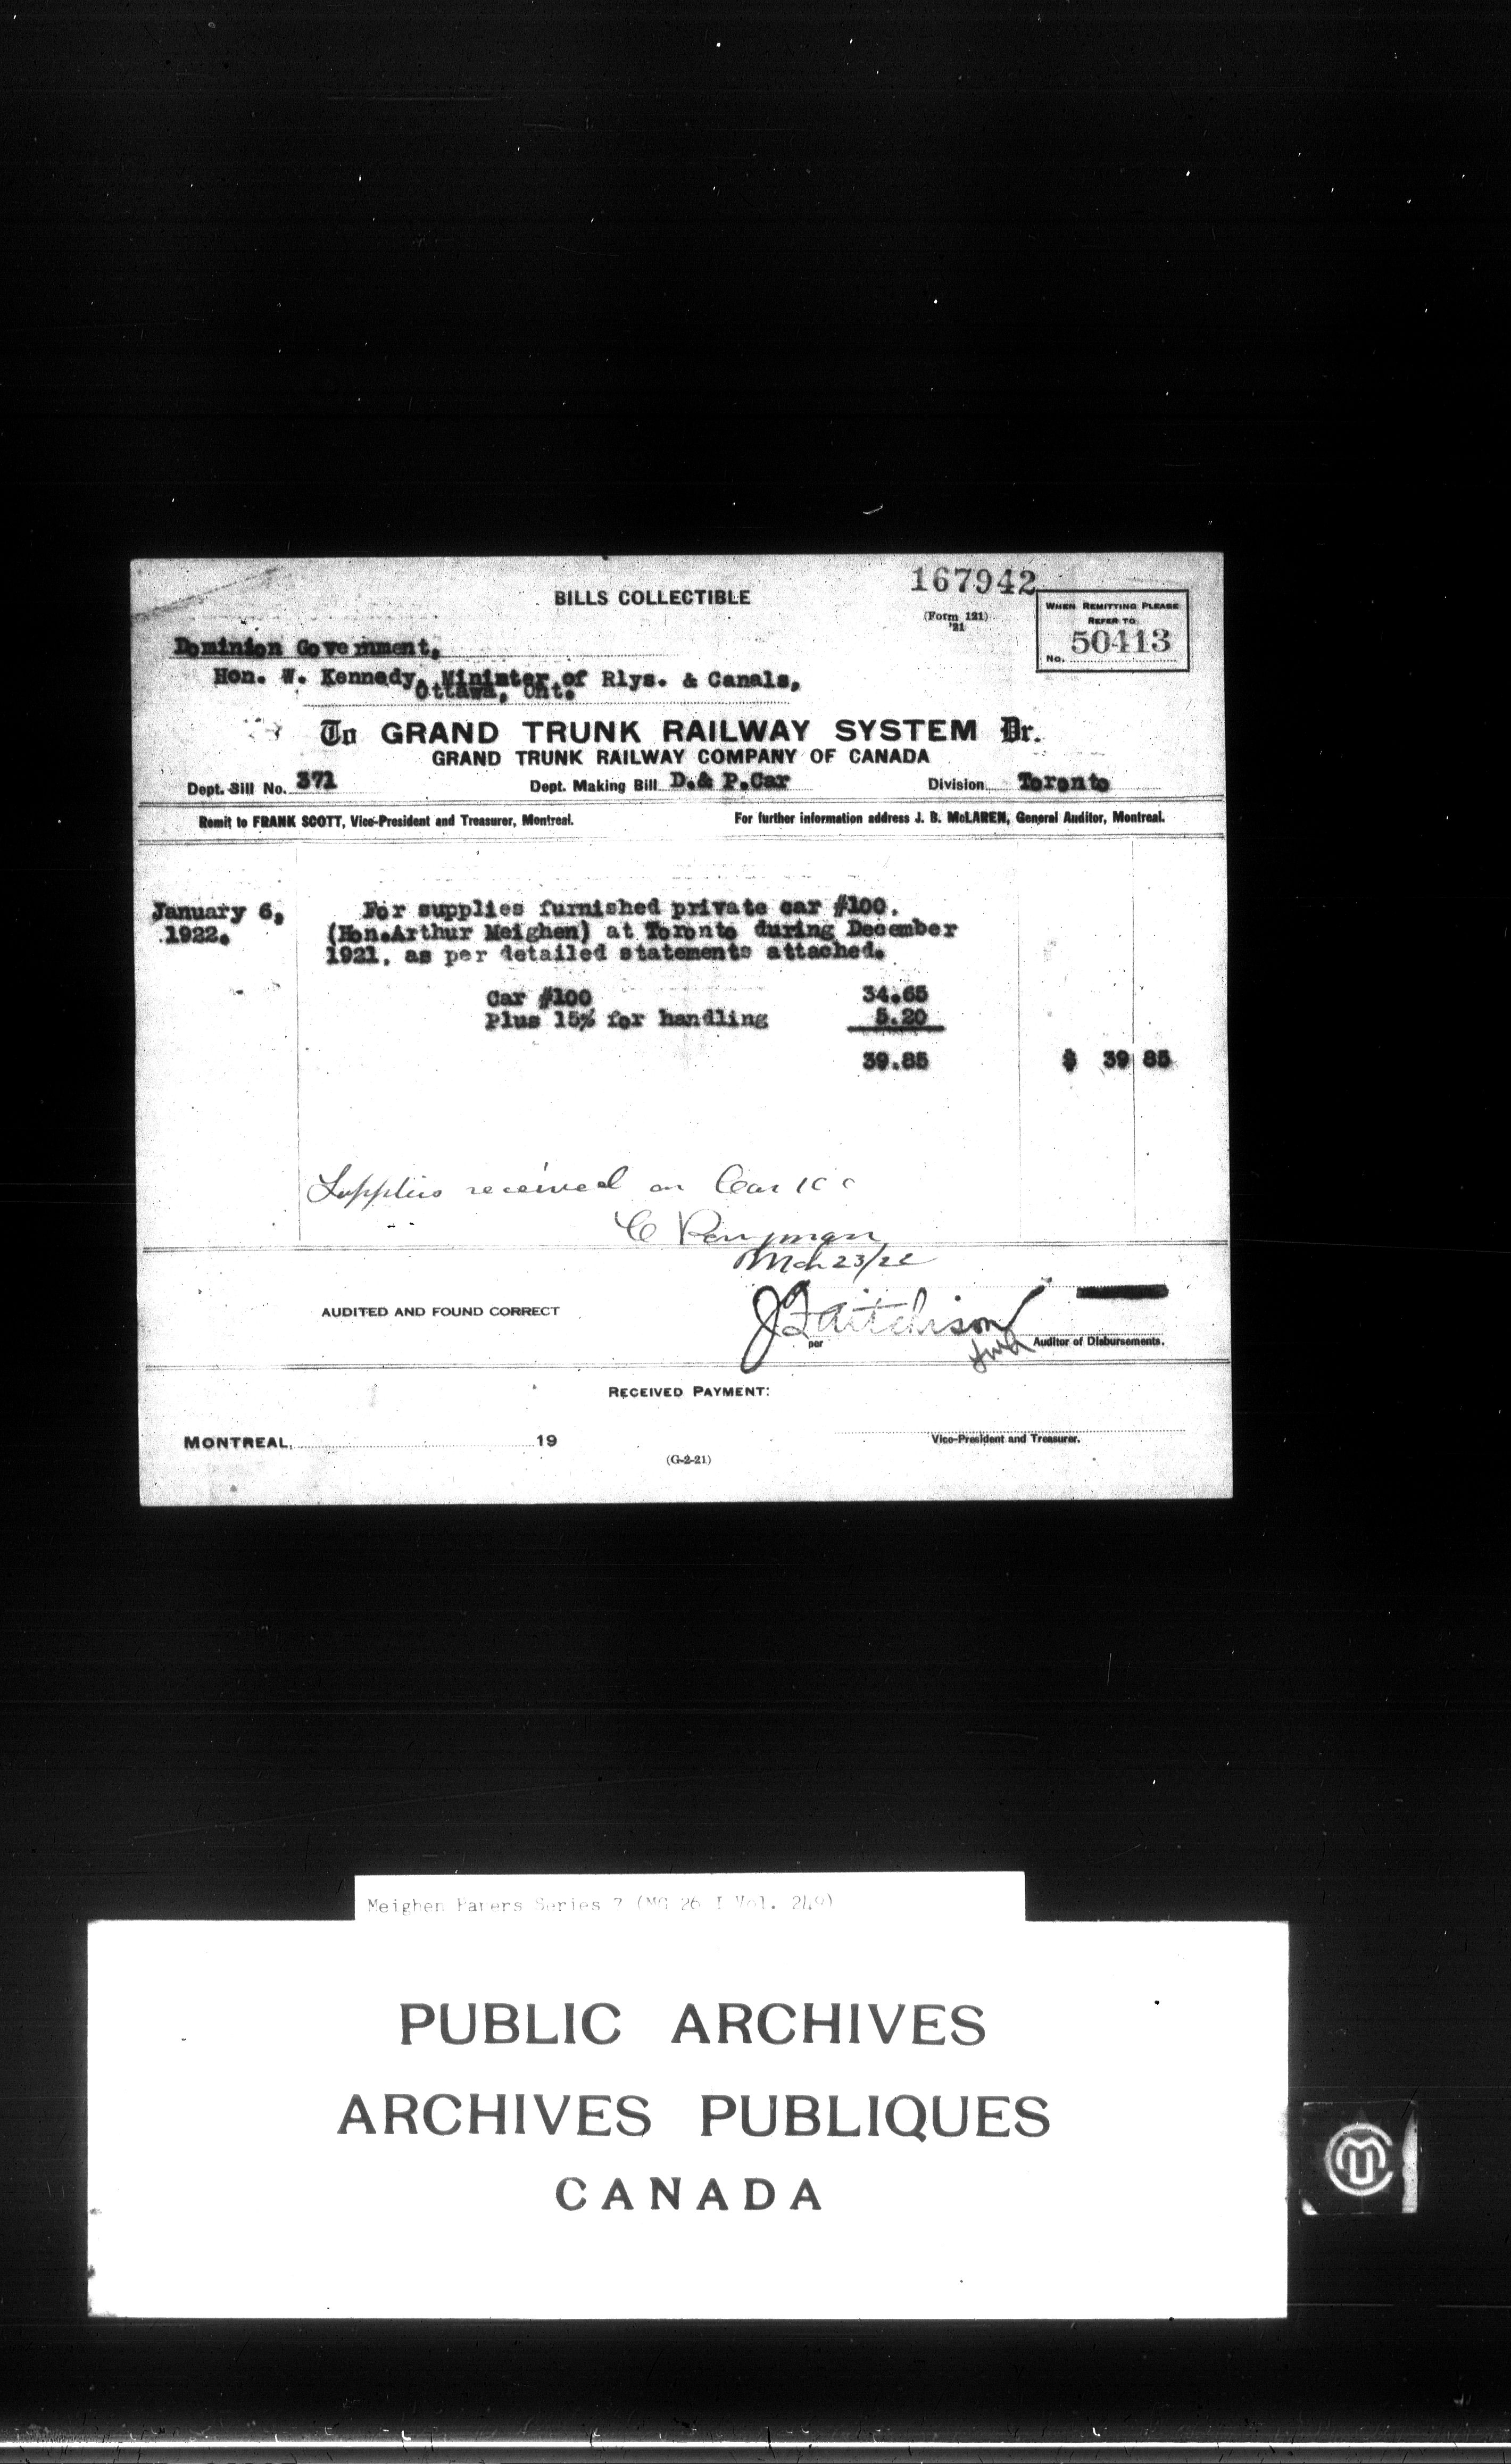 167942
BILLS COLLECTIBLE
(Form 121)
'21
WHEN REMITTING PLEASE
REFER TO
No. 50413
Dominion Government,
Hon. W. Kennedy, Minister of Rlys. & Canals,
Ottawa, Ont.
To GRAND TRUNK RAILWAY SYSTEM Dr.
GRAND TRUNK RAILWAY COMPANY OF CANADA
Dept. Bill No. 371 Dept. Making Bill D.& P.Car Division Toronto
Remit to FRANK SCOTT, Vice-President and Treasurer, Montreal. For further information address J. B. McLAREN, General Auditor, Montreal.
January 6, For supplies furnished private car #100.
1922. (Hon.Arthur Meighen) at Toronto during December
1921. as per detailed statements attached.
Car #100 34.65
Plus 15% for handling 5.20
39.85 $ 39 85
Supplies received on Car 100
C Perryman
Mch 23/22
AUDITED AND FOUND CORRECT
Aitchison
per Auditor of Disbursements.
RECEIVED PAYMENT:
MONTREAL, 19
Vice-President and Treasurer.
(G-2-21)
Meighen Papers Series 7 (MG 26 I Vol. 249)
PUBLIC ARCHIVES
ARCHIVES PUBLIQUES
CANADA